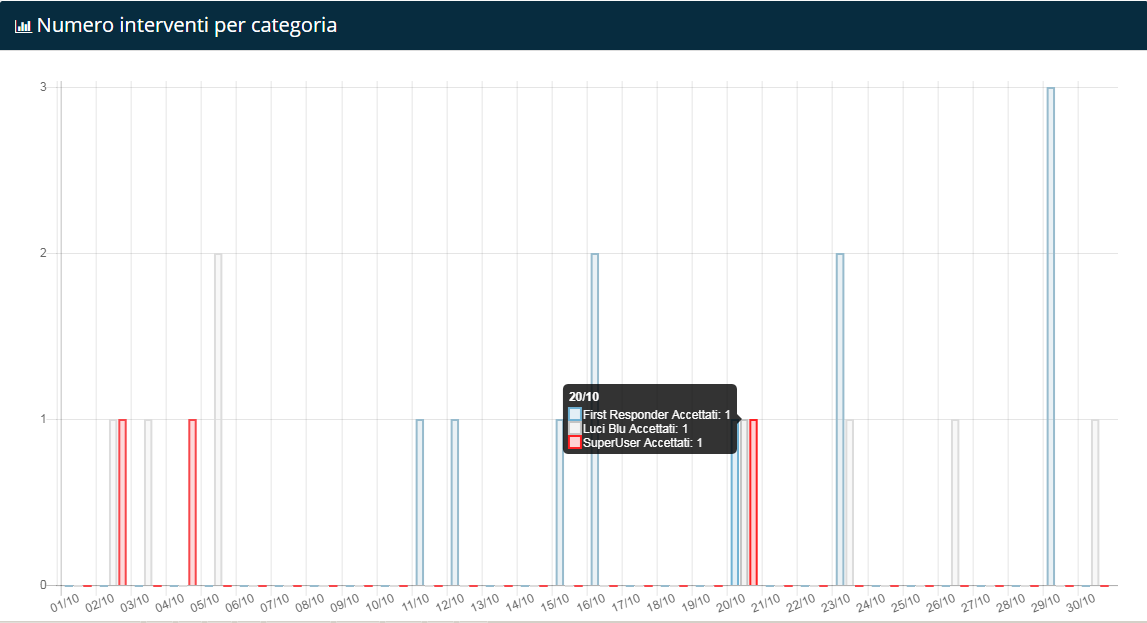 Numero interventi per categoria
3
2
1
0
20/10
First Responder Accettati: 1
Luci Blu Accettati: 1
SuperUser Accettati: 1
01/10 02/10 03/10 04/10 05/10 06/10 07/10 08/10 09/10 10/10 11/10 12/10 13/10 14/10 15/10 16/10 17/10 18/10 19/10 20/10 21/10 22/10 23/10 24/10 25/10 26/10 27/10 28/10 29/10 30/10